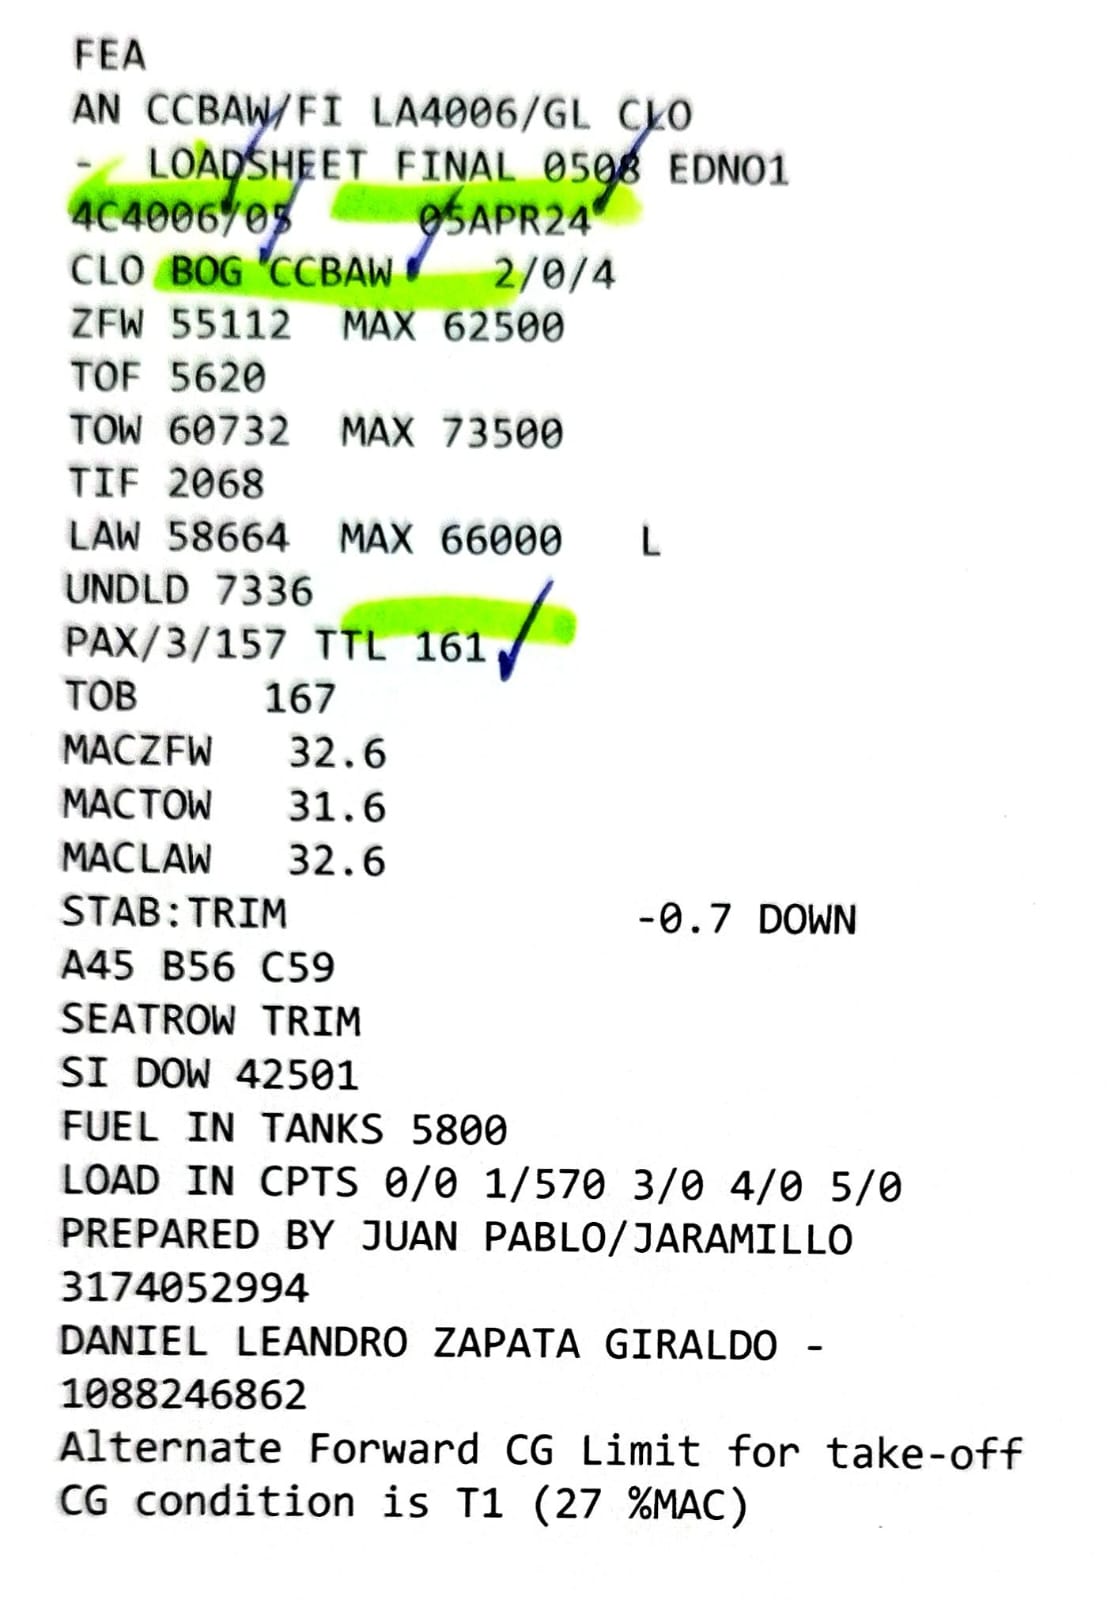 FEA
AN CCBAW/FI LA4006/GL CLO
- LOADSHEET FINAL 0508 EDNO1
4C4006/05 05APR24
CLO BOG CCBAW 2/0/4
ZFW 55112 MAX 62500
TOF 5620
TOW 60732 MAX 73500
TIF 2068
LAW 58664 MAX 66000 L
UNDLD 7336
PAX/3/157 TTL 161
TOB 167
MACZFW 32.6
MACTOW 31.6
MACLAW 32.6
STAB:TRIM -0.7 DOWN
A45 B56 C59
SEATROW TRIM
SI DOW 42501
FUEL IN TANKS 5800
LOAD IN CPTS 0/0 1/570 3/0 4/0 5/0
PREPARED BY JUAN PABLO/JARAMILLO
3174052994
DANIEL LEANDRO ZAPATA GIRALDO -
1088246862
Alternate Forward CG Limit for take-off
CG condition is T1 (27 %MAC)